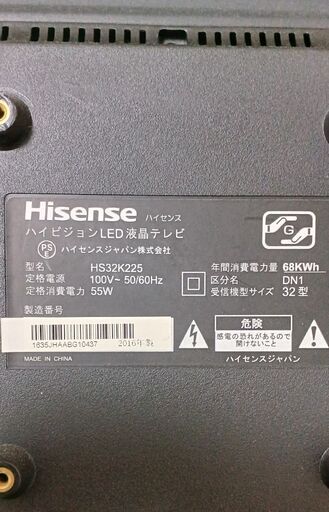 Hisense ハイセンス
ハイビジョンLED液晶テレビ
PS E ハイセンスジャパン株式会社
G
型名 HS32K225
定格電源 100V~ 50/60Hz
定格消費電力 55W
年間消費電力量 68KWh
区分名 DN1
受信機型サイズ 32型
製造番号
1635JHAABG10437 2016年製
MADE IN CHINA
危険
感電の恐れがあるので
開けないこと
ハイセンスジャパン